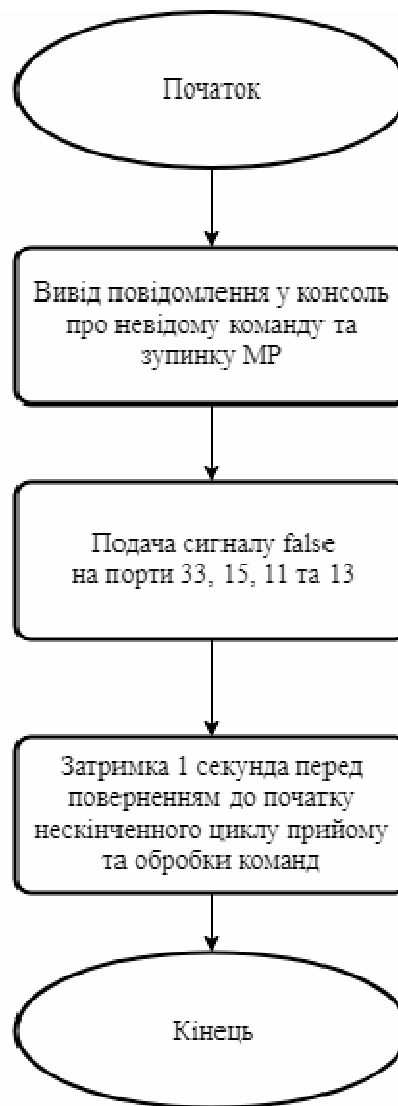 Початок
Вивід повідомлення у консоль
про невідому команду та
зупинку МР
Подача сигналу false
на порти 33, 15, 11 та 13
Затримка 1 секунда перед
поверненням до початку
нескінченного циклу прийому
та обробки команд
Кінець